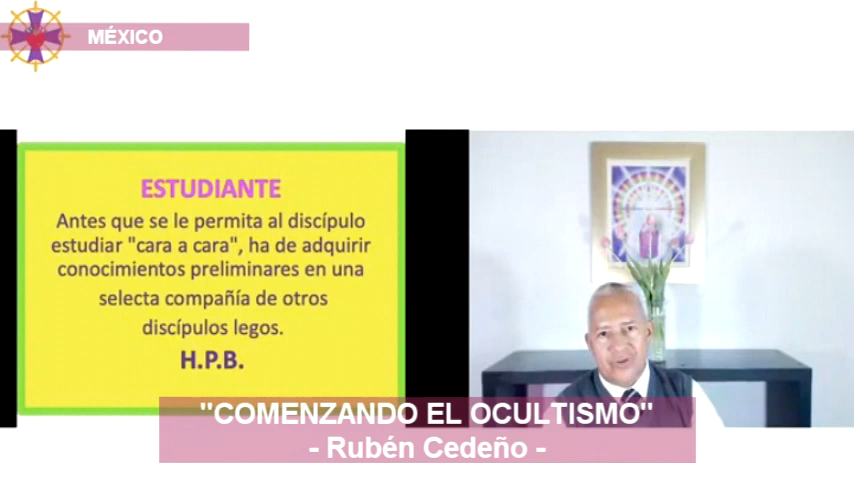 MÉXICO
ESTUDIANTE
Antes que se le permita al discípulo
estudiar "cara a cara", ha de adquirir
conocimientos preliminares en una
selecta compañía de otros
discípulos legos.
H.P.B.
"COMENZANDO EL OCULTISMO"
- Rubén Cedeño -